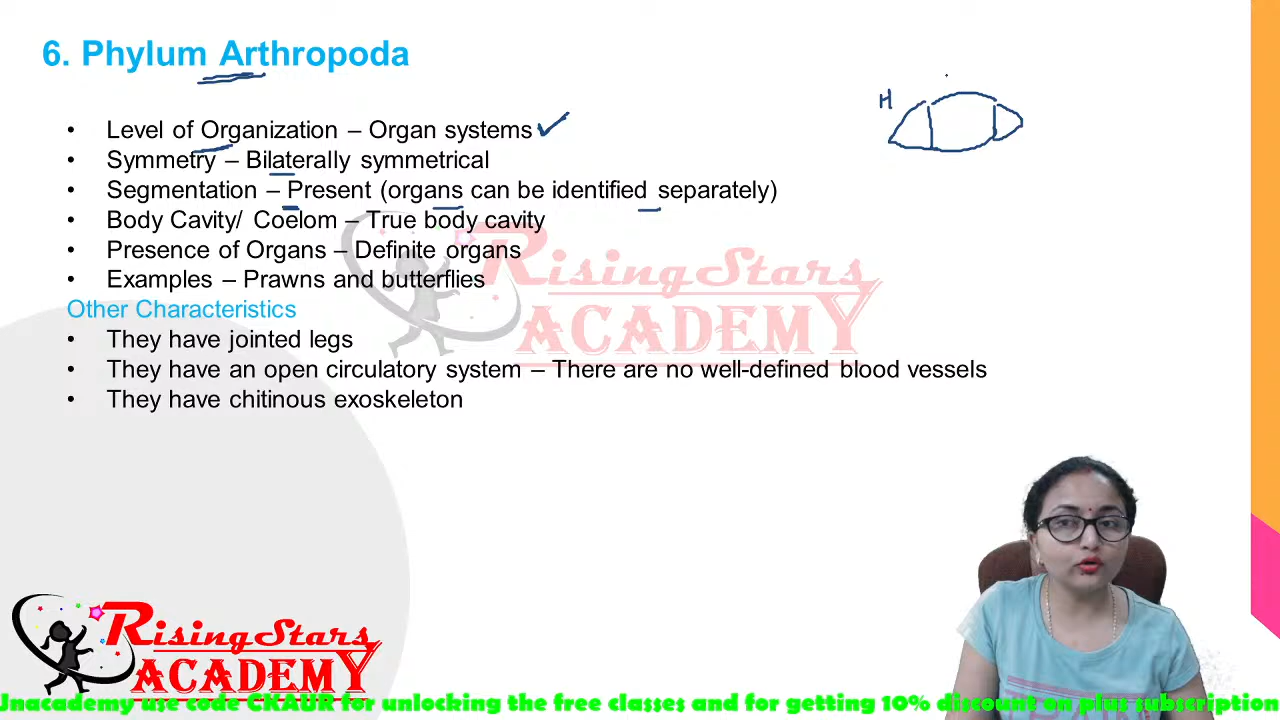 6. Phylum Arthropoda
H
• Level of Organization – Organ systems
• Symmetry – Bilaterally symmetrical
• Segmentation – Present (organs can be identified separately)
• Body Cavity/ Coelom – True body cavity
• Presence of Organs – Definite organs
• Examples – Prawns and butterflies
Other Characteristics
• They have jointed legs
• They have an open circulatory system – There are no well-defined blood vessels
• They have chitinous exoskeleton
Rising Stars
ACADEMY
Rising Stars
ACADEMY
Jnacademy use code CKAUR for unlocking the free classes and for getting 10% discount on plus subscription